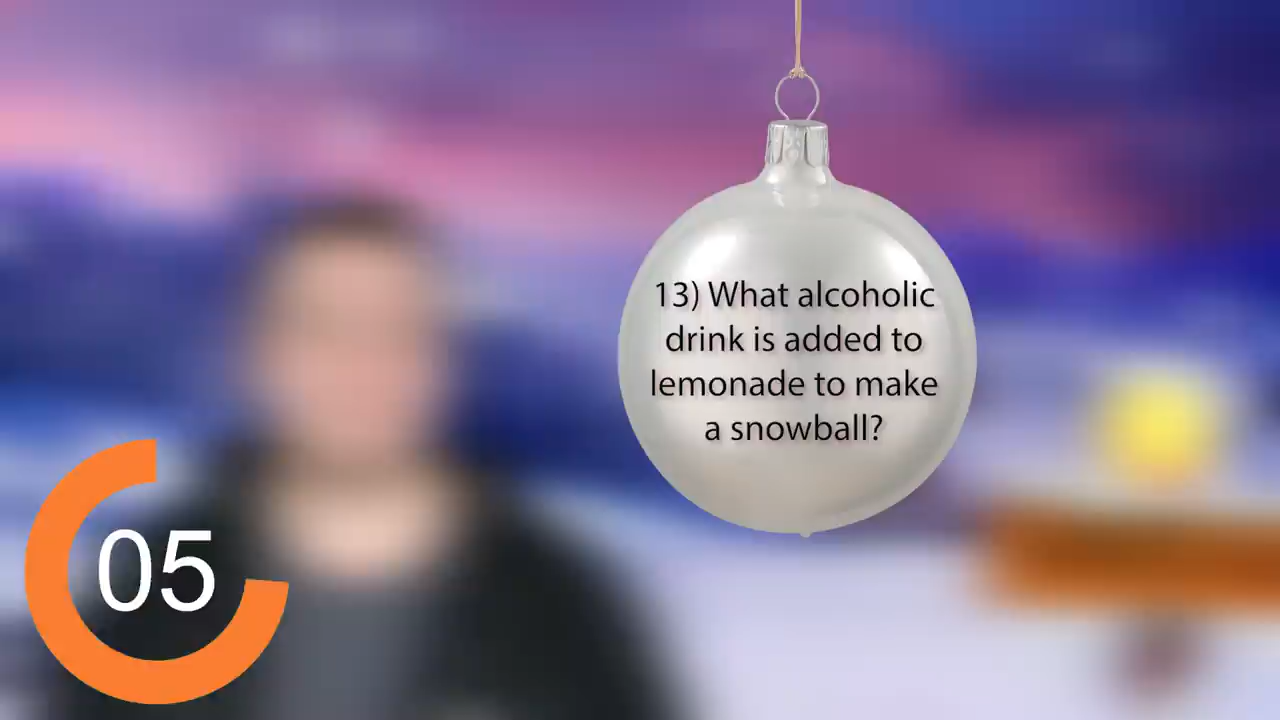 13) What alcoholic
drink is added to
lemonade to make
a snowball?
05